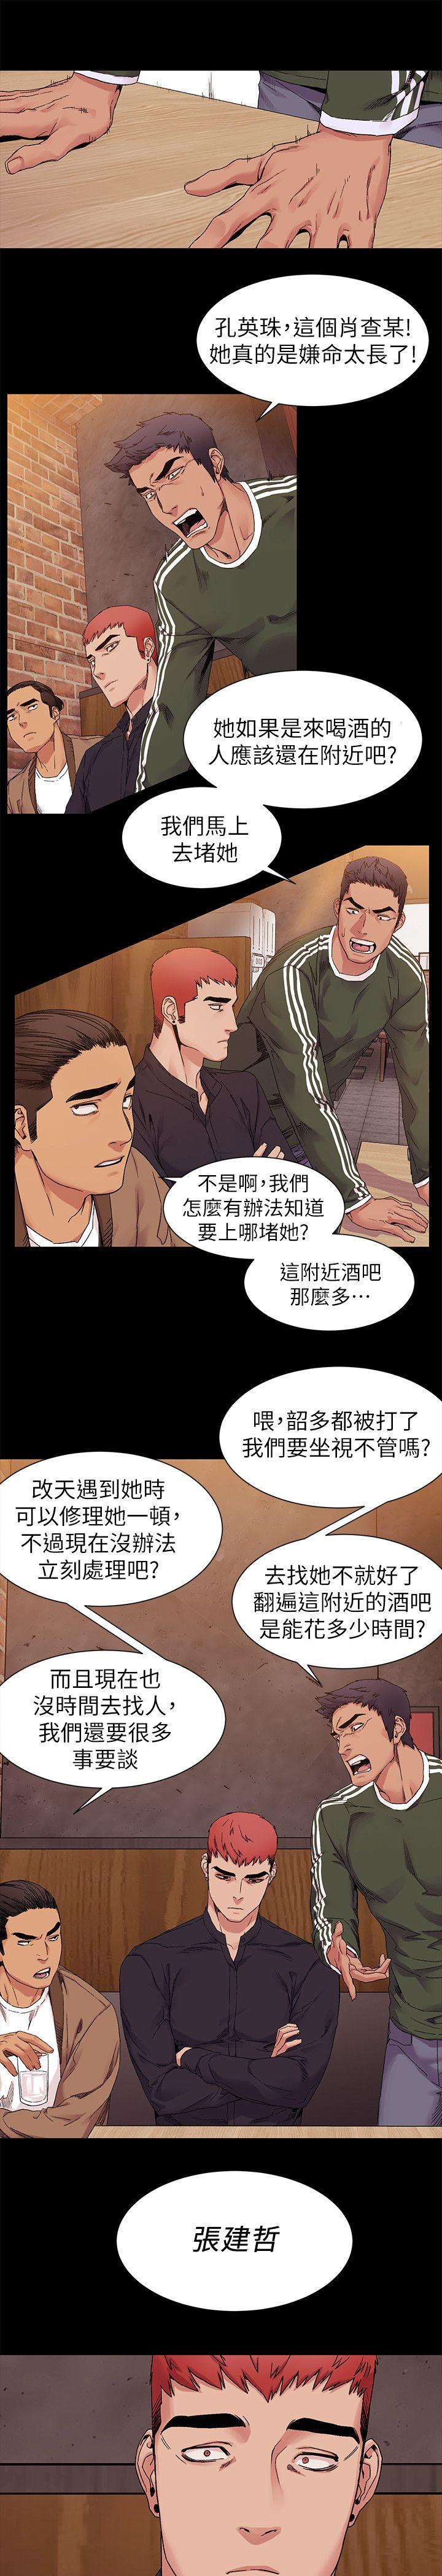 孔英珠，這個肖查某！
她真的是嫌命太長了！
她如果是來喝酒的
人應該還在附近吧？
我們馬上
去堵她
不是啊，我們
怎麼有辦法知道
要上哪堵她？
這附近酒吧
那麼多…
喂，韶多都被打了
我們要坐視不管嗎？
改天遇到她時
可以修理她一頓，
不過現在沒辦法
立刻處理吧？
去找她不就好了
翻遍這附近的酒吧
是能花多少時間？
而且現在也
沒時間去找人，
我們還要很多
事要談
張建哲